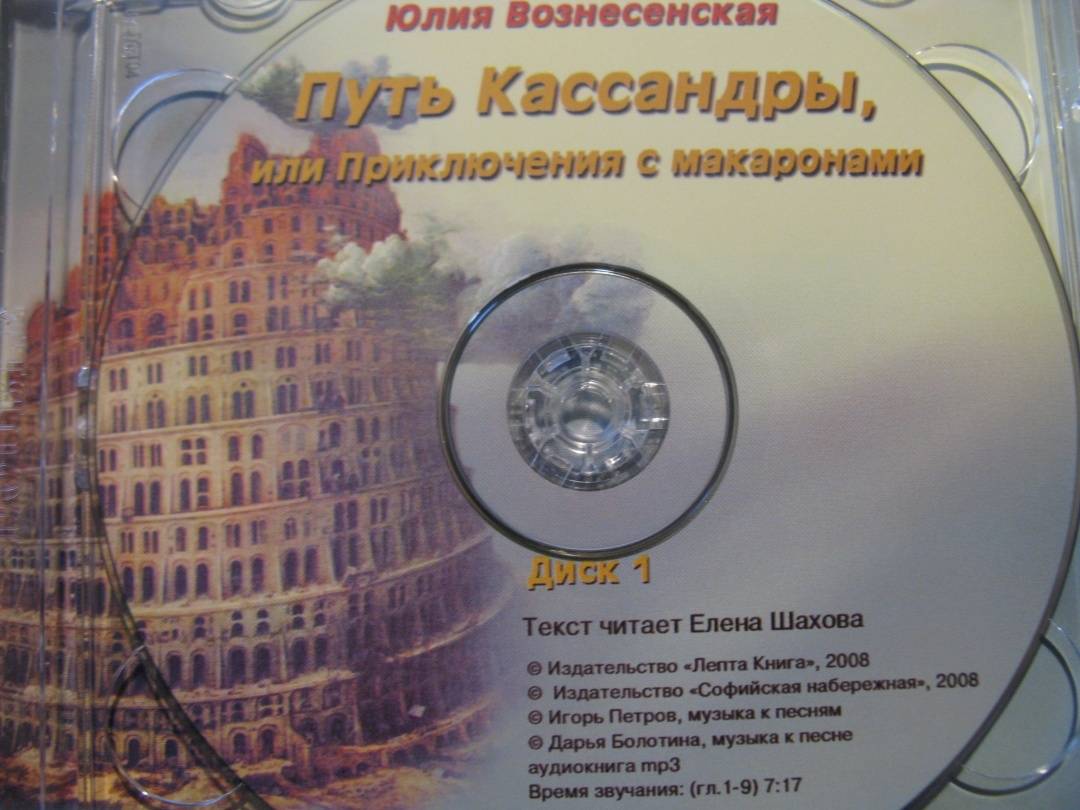 Юлия Вознесенская
Путь Кассандры,
или Приключения с макаронами
Диск 1
Текст читает Елена Шахова
© Издательство «Лепта Книга», 2008
© Издательство «Софийская набережная», 2008
© Игорь Петров, музыка к песням
© Дарья Болотина, музыка к песне
аудиокнига mp3
Время звучания: (гл.1-9) 7:17